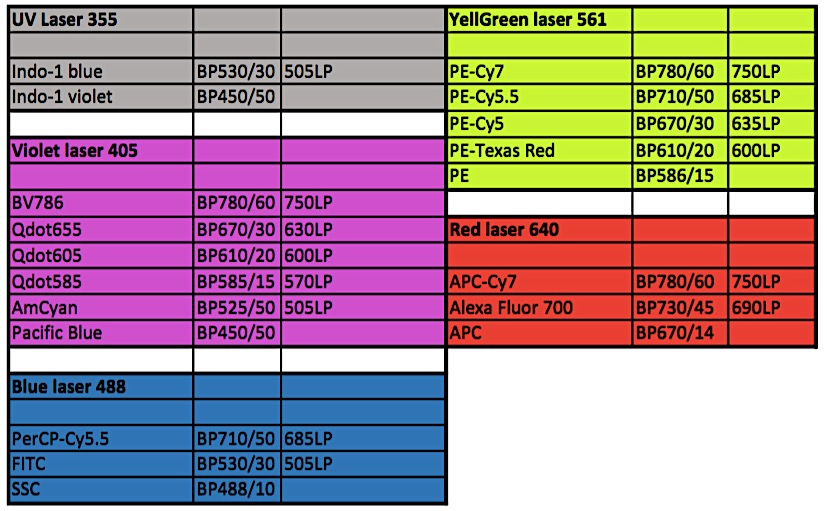 UV Laser 355
Indo-1 blue BP530/30 505LP
Indo-1 violet BP450/50
Violet laser 405
BV786 BP780/60 750LP
Qdot655 BP670/30 630LP
Qdot605 BP610/20 600LP
Qdot585 BP585/15 570LP
AmCyan BP525/50 505LP
Pacific Blue BP450/50
Blue laser 488
PerCP-Cy5.5 BP710/50 685LP
FITC BP530/30 505LP
SSC BP488/10
YellGreen laser 561
PE-Cy7 BP780/60 750LP
PE-Cy5.5 BP710/50 685LP
PE-Cy5 BP670/30 635LP
PE-Texas Red BP610/20 600LP
PE BP586/15
Red laser 640
APC-Cy7 BP780/60 750LP
Alexa Fluor 700 BP730/45 690LP
APC BP670/14